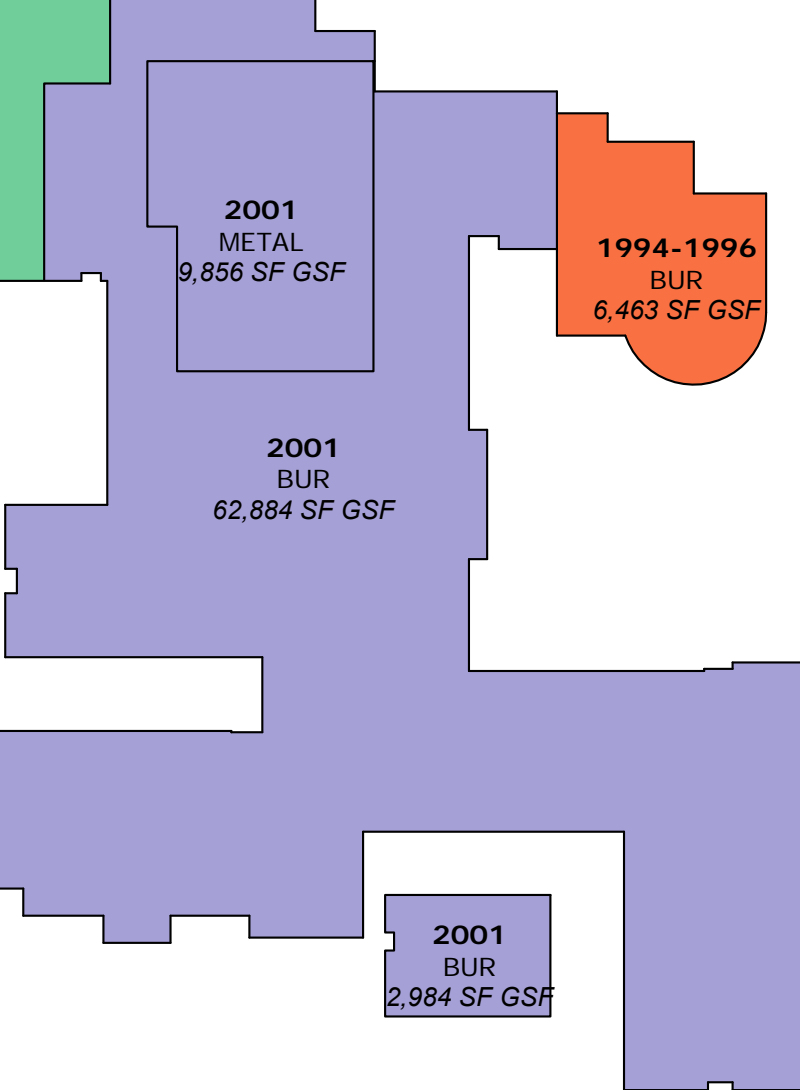 2001
METAL
9,856 SF GSF
1994-1996
BUR
6,463 SF GSF
2001
BUR
62,884 SF GSF
2001
BUR
2,984 SF GSF